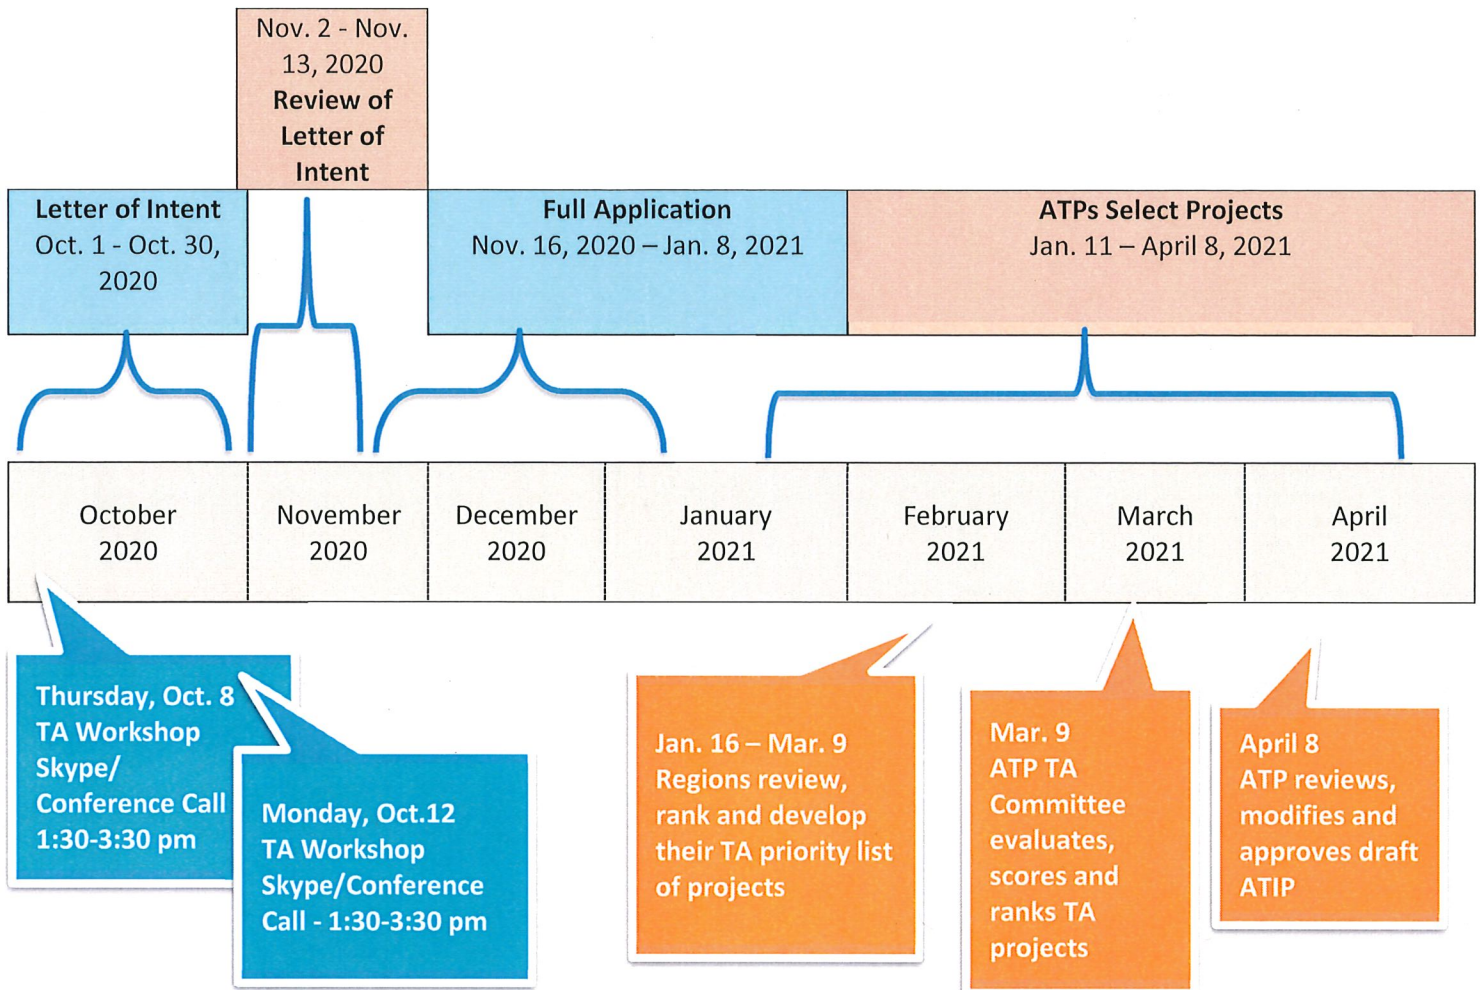 Nov. 2 - Nov.
13, 2020
Review of
Letter of
Intent
Letter of Intent
Oct. 1 - Oct. 30,
2020
Full Application
Nov. 16, 2020 – Jan. 8, 2021
ATPs Select Projects
Jan. 11 – April 8, 2021
October
2020
November
2020
December
2020
January
2021
February
2021
March
2021
April
2021
Thursday, Oct. 8
TA Workshop
Skype/
Conference Call
1:30-3:30 pm
Monday, Oct.12
TA Workshop
Skype/Conference
Call - 1:30-3:30 pm
Jan. 16 – Mar. 9
Regions review,
rank and develop
their TA priority list
of projects
Mar. 9
ATP TA
Committee
evaluates,
scores and
ranks TA
projects
April 8
ATP reviews,
modifies and
approves draft
ATIP